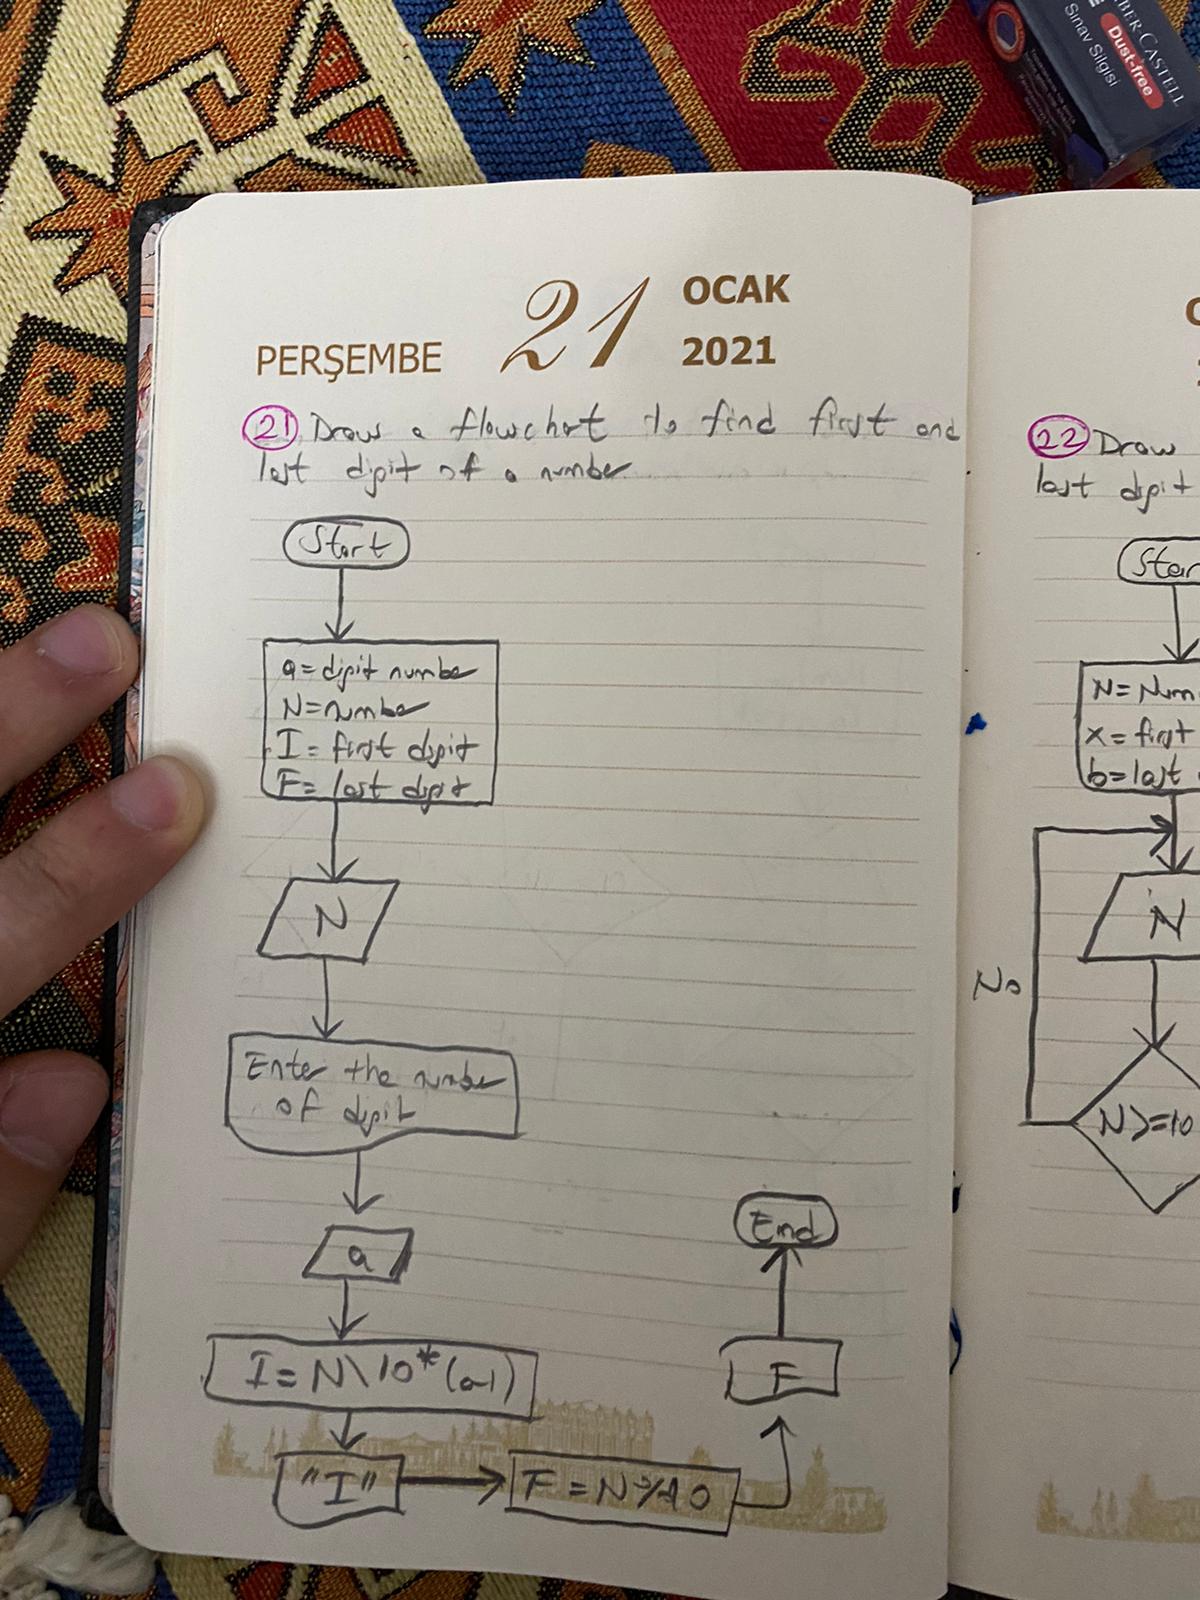 BER CASTELL
Dust-free
Sınav Silgisi
PERŞEMBE 21 OCAK
2021
21 Draw a flowchart to find first and
last digit of a number
Start
a = digit number
N = number
I = first digit
F = last digit
N
Enter the number
of digit
a
I = N\10*(a-1)
"I"
F = N%10
F
End
22 Draw
last digit
Star
N = Num
x = first
b = last
N
No
N>=10